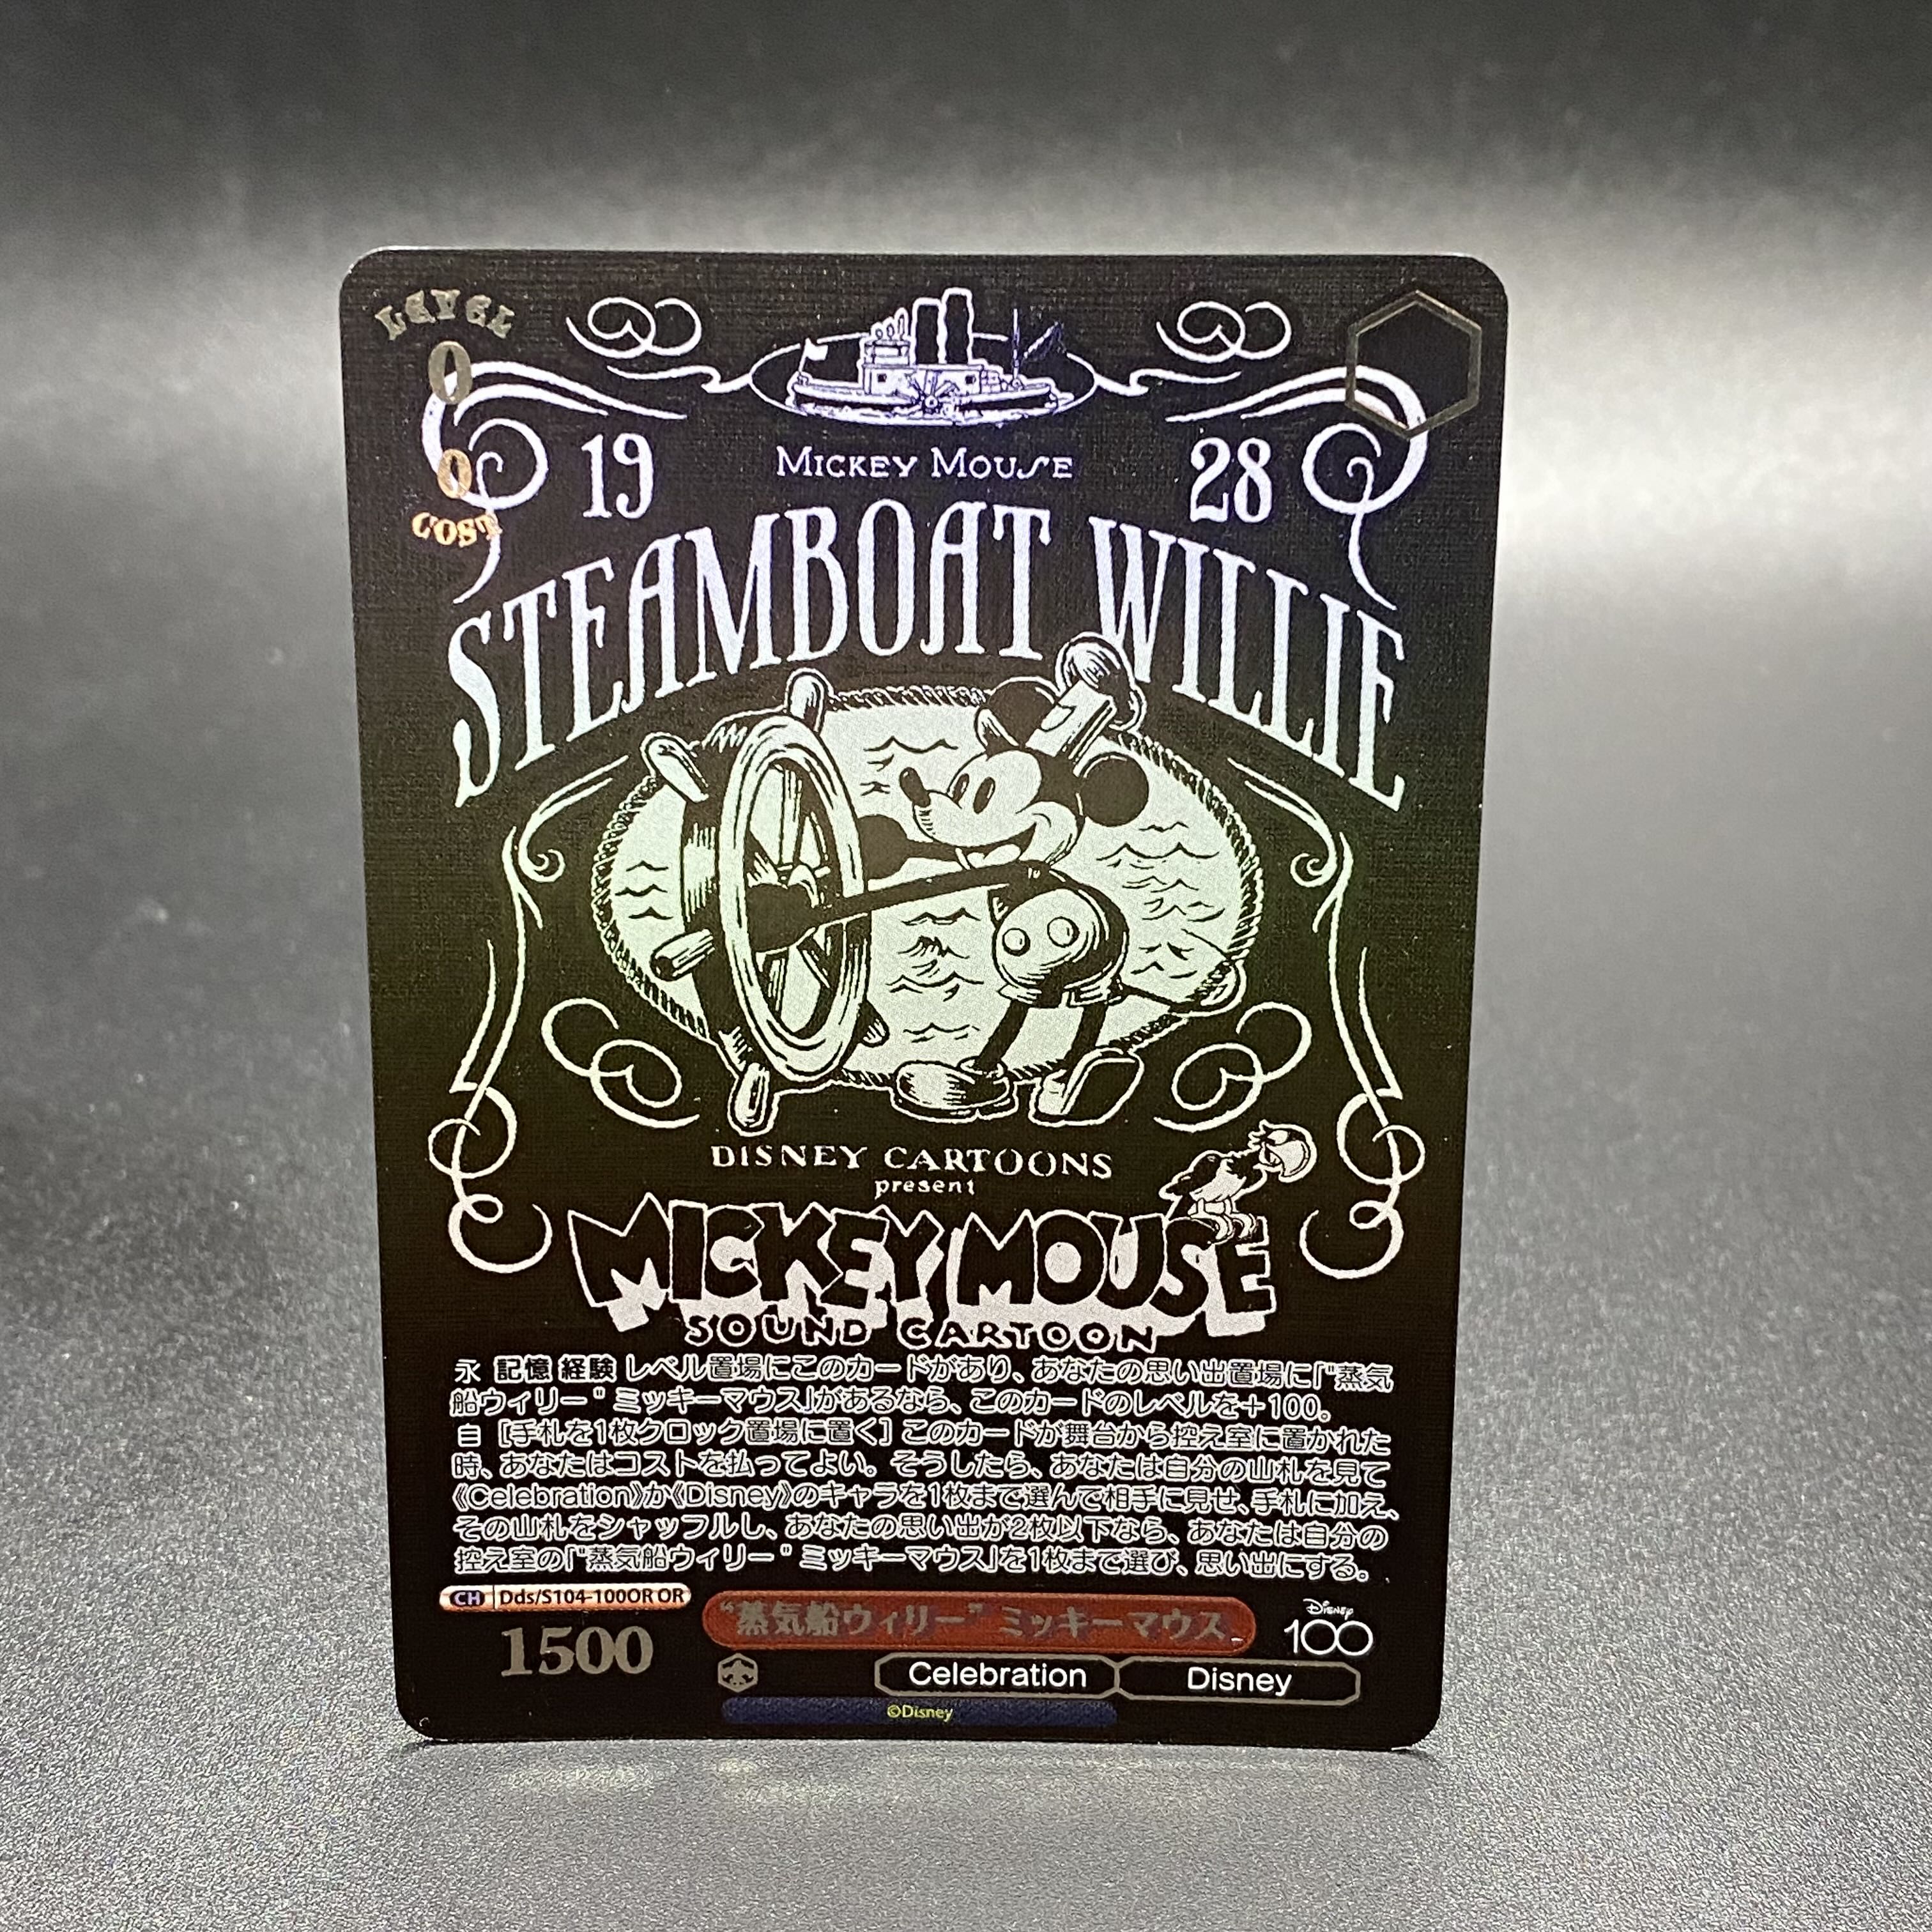 LEVEL
0
0
COST
19 28
MICKEY MOUSE
STEAMBOAT WILLIE
DISNEY CARTOONS
present
MICKEY MOUSE
SOUND CARTOON
永 記憶 経験 レベル置場にこのカードがあり、あなたの思い出置場に「"蒸気
船ウィリー" ミッキーマウス」があるなら、このカードのレベルを+100。
自 [手札を1枚クロック置場に置く] このカードが舞台から控え室に置かれた
時、あなたはコストを払ってよい。そうしたら、あなたは自分の山札を見て
《Celebration》か《Disney》のキャラを1枚まで選んで相手に見せ、手札に加え、
その山札をシャッフルし、あなたの思い出が2枚以下なら、あなたは自分の
控え室の「"蒸気船ウィリー" ミッキーマウス」を1枚まで選び、思い出にする。
CH Dds/S104-100OR OR
"蒸気船ウィリー" ミッキーマウス
Disney
100
1500
Celebration Disney
©Disney